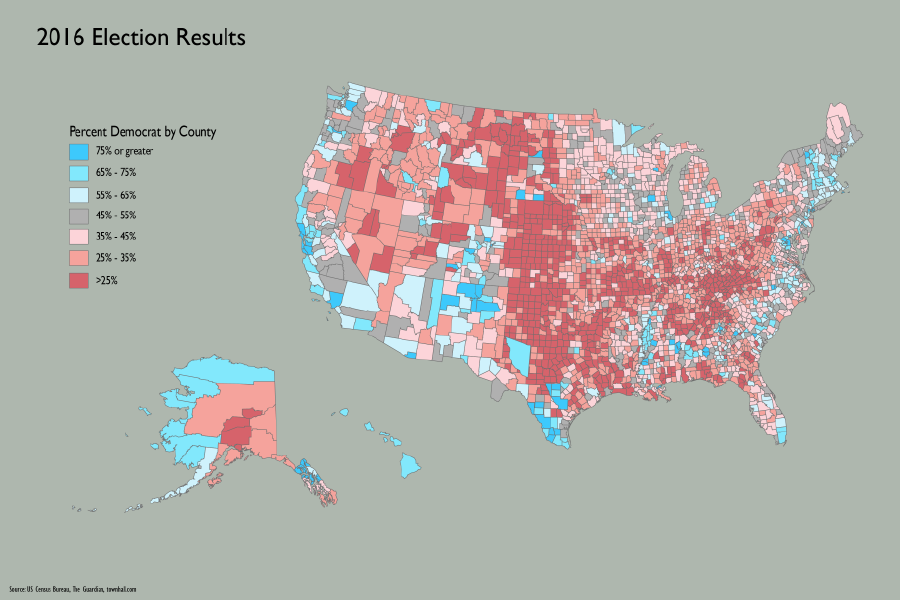 2016 Election Results
Percent Democrat by County
75% or greater
65% - 75%
55% - 65%
45% - 55%
35% - 45%
25% - 35%
>25%
Source: US Census Bureau, The Guardian, townhall.com